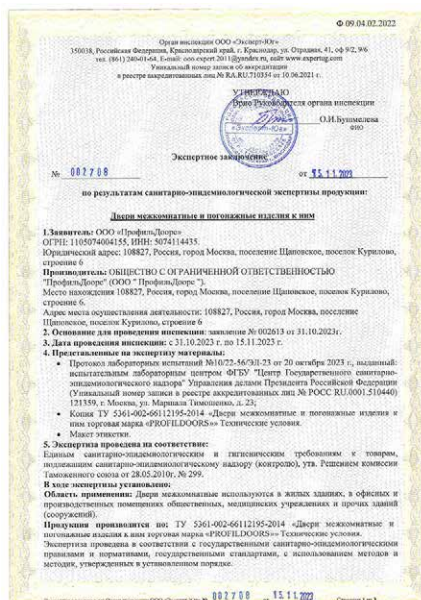 Ф 09.04.02.2022
Орган инспекции ООО «Эксперт-Юг»
350038, Российская Федерация, Краснодарский край, г. Краснодар, ул. Отрадная, 41, оф 9/2, 9/6
тел. (861) 240-01-64, E-mail: ooo.expert.2011@yandex.ru, сайт www.expertug.com
Уникальный номер записи об аккредитации
в реестре аккредитованных лиц № RA.RU.710354 от 10.06.2021 г.
УТВЕРЖДАЮ
Врио Руководителя органа инспекции
О.И.Бушмелева
ФИО
«Эксперт-Юг»
Экспертное заключение
№ 002708 от 15.11.2023
по результатам санитарно-эпидемиологической экспертизы продукции:
Двери межкомнатные и погонажные изделия к ним
1.Заявитель: ООО «ПрофильДоорс»
ОГРН: 1105074004155, ИНН: 5074114435.
Юридический адрес: 108827, Россия, город Москва, поселение Щаповское, поселок Курилово,
строение 6
Производитель: ОБЩЕСТВО С ОГРАНИЧЕННОЙ ОТВЕТСТВЕННОСТЬЮ
"ПрофильДоорс" (ООО " ПрофильДоорс ").
Место нахождения 108827, Россия, город Москва, поселение Щаповское, поселок Курилово,
строение 6.
Адрес места осуществления деятельности: 108827, Россия, город Москва, поселение
Щаповское, поселок Курилово, строение 6
2. Основание для проведения инспекции: заявление № 002613 от 31.10.2023г.
3. Дата проведения инспекции: с 31.10.2023 г. по 15.11.2023 г.
4. Представленные на экспертизу материалы:
• Протокол лабораторных испытаний №10/22-56/ЭЛ-23 от 20 октября 2023 г., выданный:
испытательным лабораторным центром ФГБУ "Центр Государственного санитарно-
эпидемиологического надзора" Управления делами Президента Российской Федерации
(Уникальный номер записи в реестре аккредитованных лиц № РОСС RU.0001.510440)
121359, г. Москва, ул. Маршала Тимошенко, д. 23;
• Копия ТУ 5361-002-66112195-2014 «Двери межкомнатные и погонажные изделия к
ним торговая марка «PROFILDOORS»» Технические условия.
• Макет этикетки.
5. Экспертиза проведена на соответствие:
Единым санитарно-эпидемиологическим и гигиеническим требованиям к товарам,
подлежащим санитарно-эпидемиологическому надзору (контролю), утв. Решением комиссии
Таможенного союза от 28.05.2010г. № 299.
В ходе экспертизы установлено:
Область применения: Двери межкомнатные используются в жилых зданиях, в офисных и
производственных помещениях общественных, медицинских учреждения и прочих зданий
(сооружений).
Продукция производится по: ТУ 5361-002-66112195-2014 «Двери межкомнатные и
погонажные изделия к ним торговая марка «PROFILDOORS»» Технические условия.
Экспертиза проведена в соответствии с государственными санитарно-эпидемиологическими
правилами и нормативами, государственными стандартами, с использованием методов и
методик, утвержденных в установленном порядке.
№ 002708 от 15.11.2023